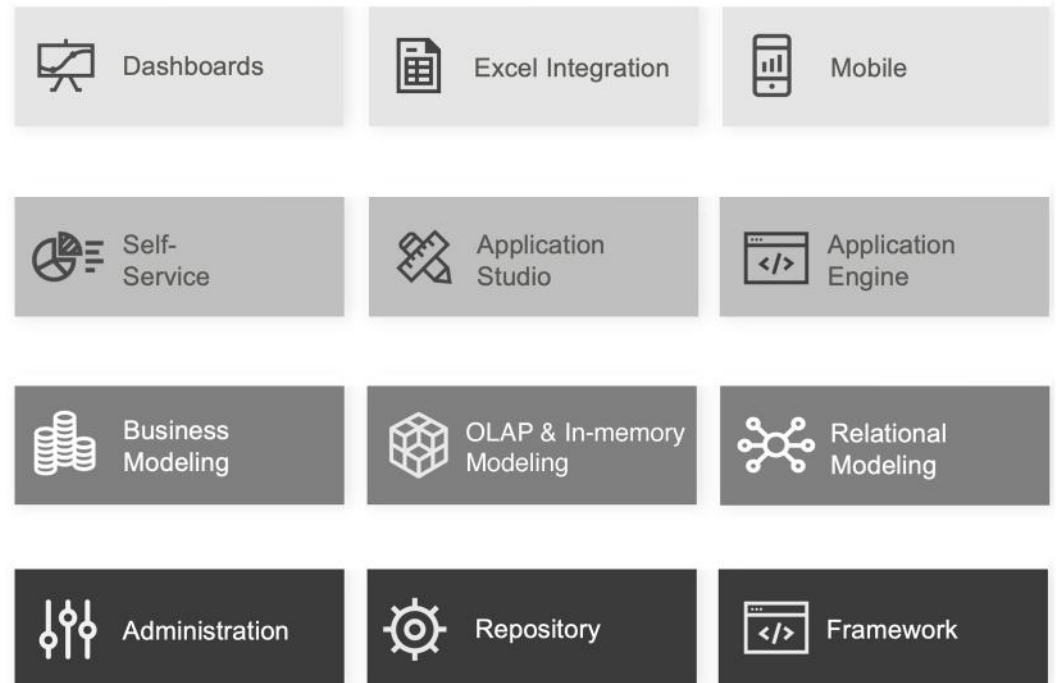 Dashboards
Excel Integration
Mobile
Self-
Service
Application
Studio
Application
Engine
Business
Modeling
OLAP & In-memory
Modeling
Relational
Modeling
Administration
Repository
Framework